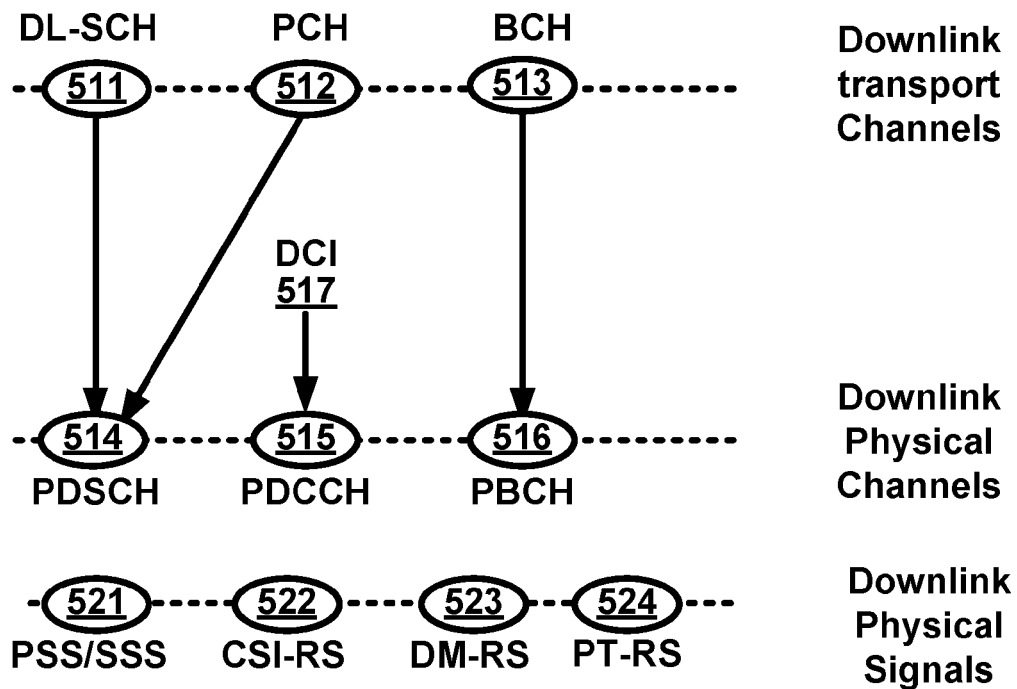 DL-SCH PCH BCH
511 512 513
Downlink
transport
Channels
DCI
517
514 515 516
PDSCH PDCCH PBCH
Downlink
Physical
Channels
521 522 523 524
PSS/SSS CSI-RS DM-RS PT-RS
Downlink
Physical
Signals